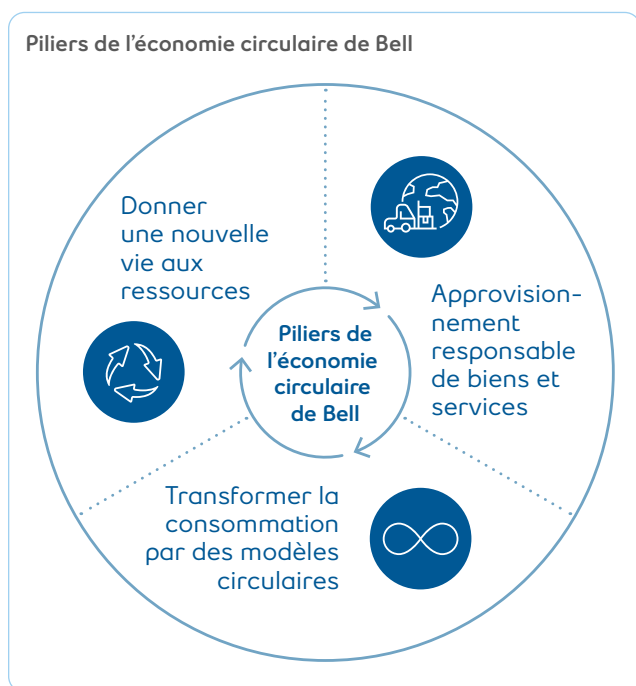 Piliers de l'économie circulaire de Bell
Donner
une nouvelle
vie aux
ressources
Approvision-
nement
responsable
de biens et
services
Piliers de
l'économie
circulaire
de Bell
Transformer la
consommation
par des modèles
circulaires